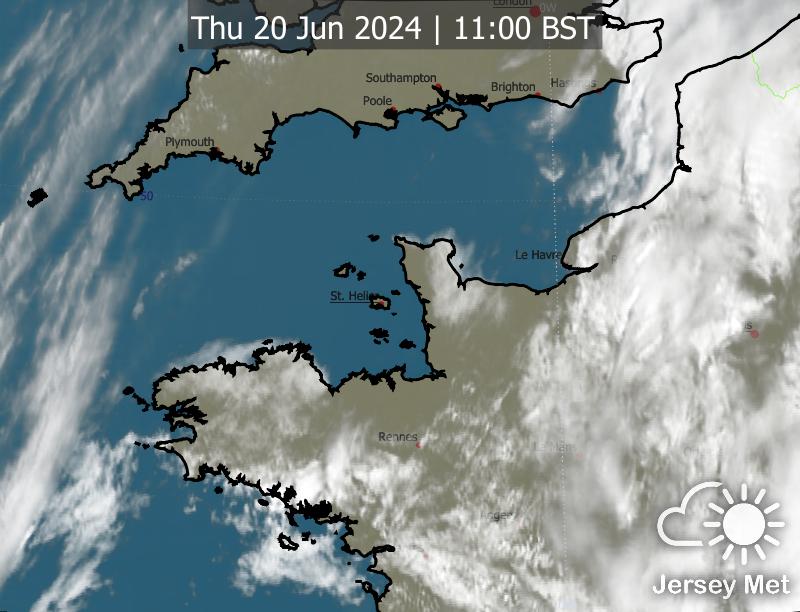 London
0W
Thu 20 Jun 2024 | 11:00 BST
Southampton
Brighton
Hastings
Poole
Plymouth
50
Le Havre
St. Helier
Rennes
Jersey Met